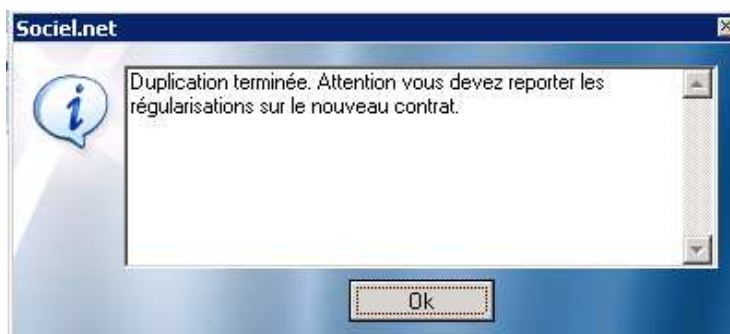 Sociel.net
Duplication terminée. Attention vous devez reporter les
régularisations sur le nouveau contrat.
Ok